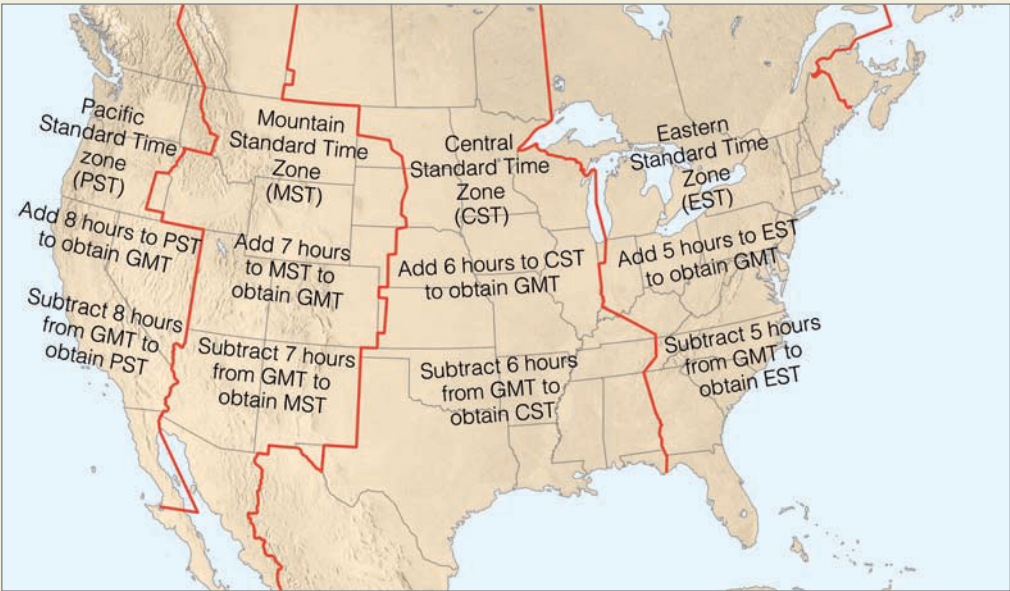 Pacific
Standard Time
zone
(PST)
Add 8 hours to PST
to obtain GMT
Subtract 8 hours
from GMT to
obtain PST
Mountain
Standard Time
Zone
(MST)
Add 7 hours
to MST to
obtain GMT
Subtract 7 hours
from GMT to
obtain MST
Central
Standard Time
Zone
(CST)
Add 6 hours to CST
to obtain GMT
Subtract 6 hours
from GMT to
obtain CST
Eastern
Standard Time
Zone
(EST)
Add 5 hours to EST
to obtain GMT
Subtract 5 hours
from GMT to
obtain EST